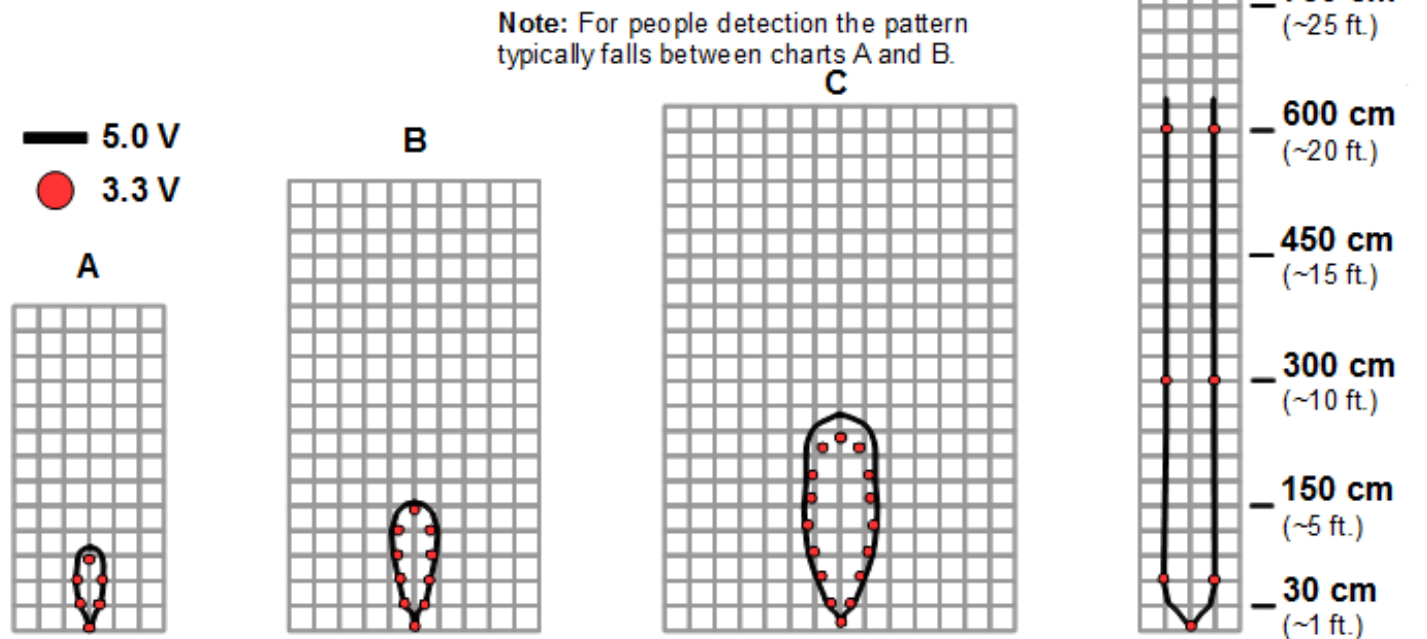 Note: For people detection the pattern
typically falls between charts A and B.
5.0 V
3.3 V
A
B
C
(~25 ft.)
600 cm
(~20 ft.)
450 cm
(~15 ft.)
300 cm
(~10 ft.)
150 cm
(~5 ft.)
30 cm
(~1 ft.)